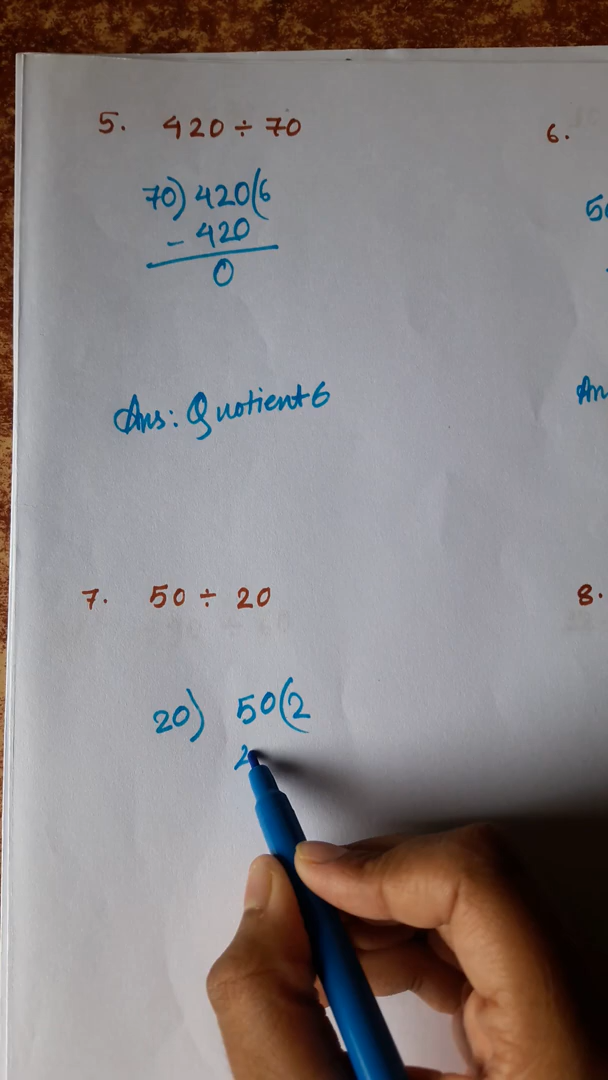 5. 420 ÷ 70
6.
70) 420(6
- 420
0
Ans: Quotient 6
7. 50 ÷ 20
8.
20) 50(2